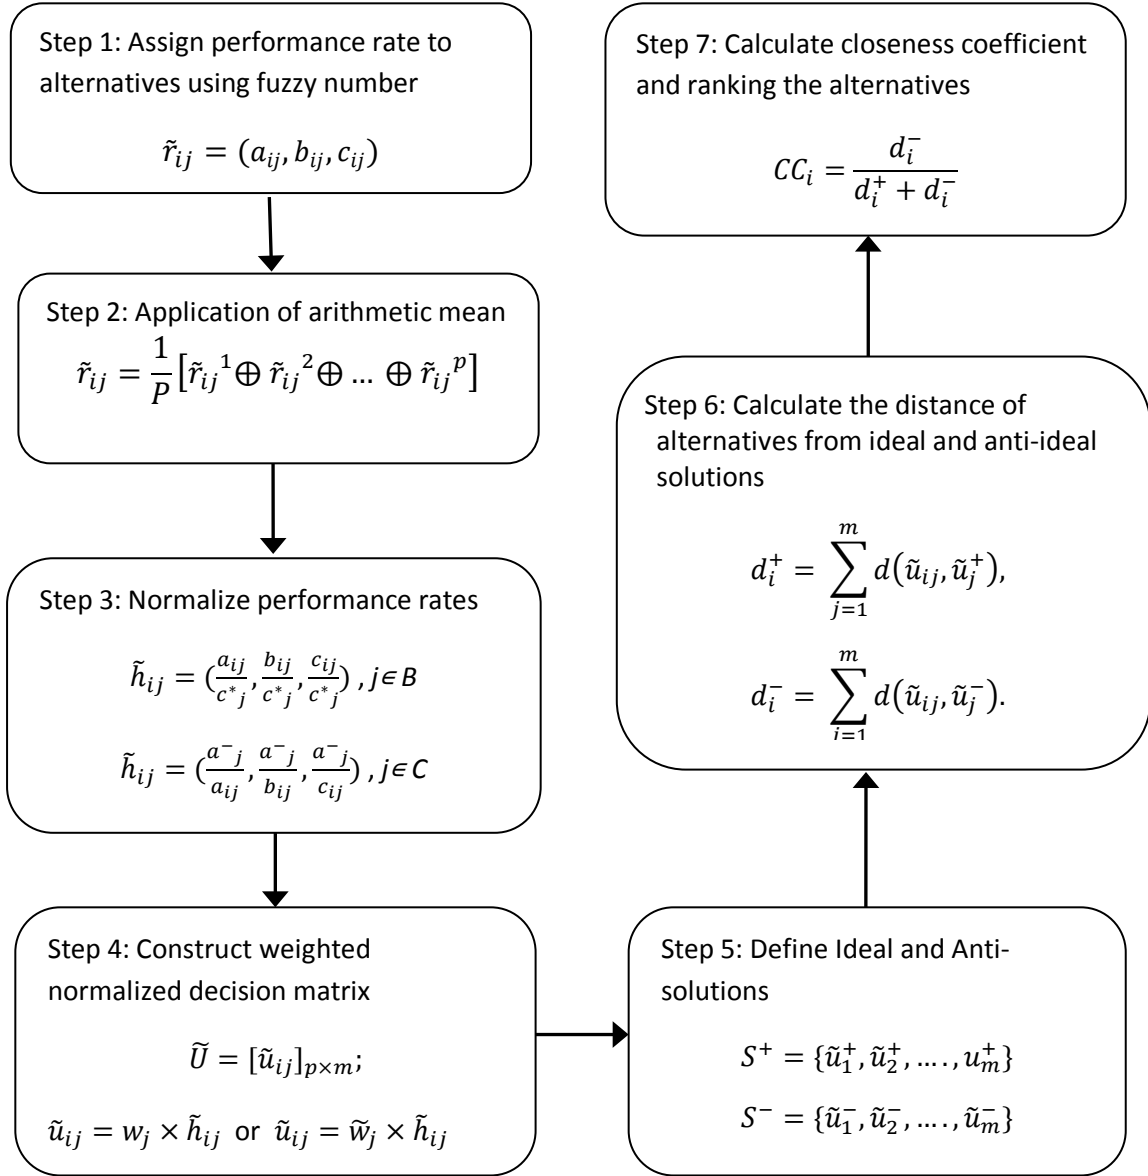 Step 1: Assign performance rate to
alternatives using fuzzy number
r̃ᵢⱼ = (aᵢⱼ, bᵢⱼ, cᵢⱼ)
Step 2: Application of arithmetic mean
r̃ᵢⱼ = 1/P [r̃ᵢⱼ¹ ⊕ r̃ᵢⱼ² ⊕ … ⊕ r̃ᵢⱼᵖ]
Step 3: Normalize performance rates
h̃ᵢⱼ = (aᵢⱼ/c*ⱼ, bᵢⱼ/c*ⱼ, cᵢⱼ/c*ⱼ) , j∈B
h̃ᵢⱼ = (a⁻ⱼ/aᵢⱼ, a⁻ⱼ/bᵢⱼ, a⁻ⱼ/cᵢⱼ) , j∈C
Step 4: Construct weighted
normalized decision matrix
Ũ = [ũᵢⱼ]ₚ×ₘ;
ũᵢⱼ = wⱼ × h̃ᵢⱼ or ũᵢⱼ = w̃ⱼ × h̃ᵢⱼ
Step 5: Define Ideal and Anti-
solutions
S⁺ = {ũ₁⁺, ũ₂⁺, … . , uₘ⁺}
S⁻ = {ũ₁⁻, ũ₂⁻, … . , ũₘ⁻}
Step 6: Calculate the distance of
alternatives from ideal and anti-ideal
solutions
dᵢ⁺ = ∑_{j=1}^{m} d(ũᵢⱼ, ũⱼ⁺),
dᵢ⁻ = ∑_{j=1}^{m} d(ũᵢⱼ, ũⱼ⁻).
Step 7: Calculate closeness coefficient
and ranking the alternatives
CCᵢ = dᵢ⁻/(dᵢ⁺ + dᵢ⁻)